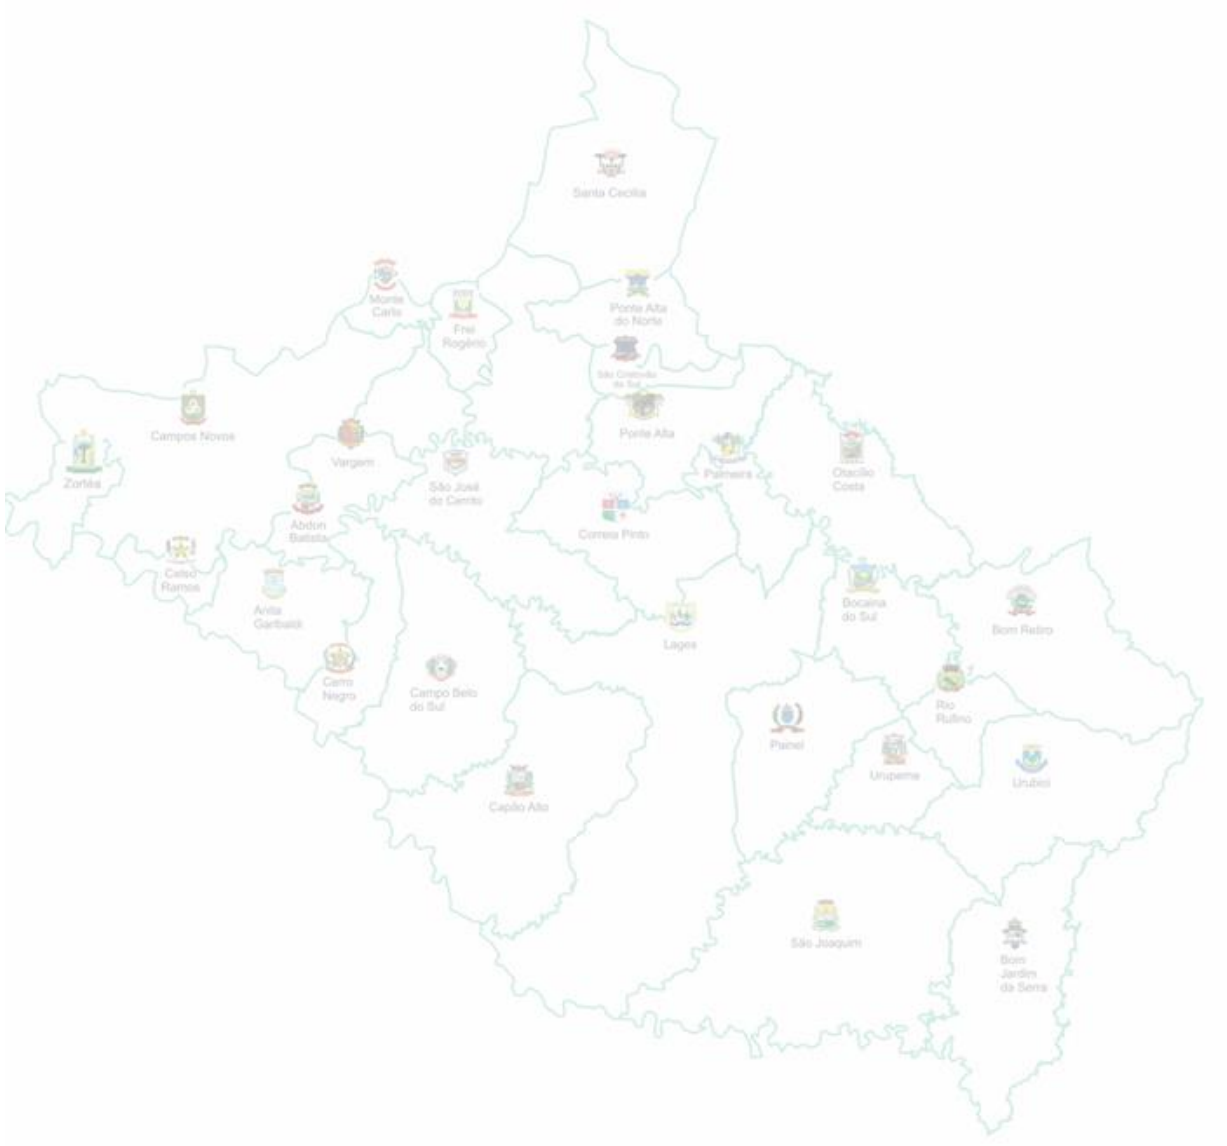 Santa Cecília
Monte
Carlo
Frei
Rogério
Ponte Alta
do Norte
São Cristóvão
do Sul
Campos Novos
Ponte Alta
Zortéa
Vargem
São José
do Cerrito
Palmeira
Otacílio
Costa
Abdon
Batista
Correia Pinto
Celso
Ramos
Anita
Garibaldi
Bocaina
do Sul
Bom Retiro
Lages
Cerro
Negro
Campo Belo
do Sul
Rio
Rufino
Painel
Urupema
Urubici
Capão Alto
São Joaquim
Bom
Jardim
da Serra